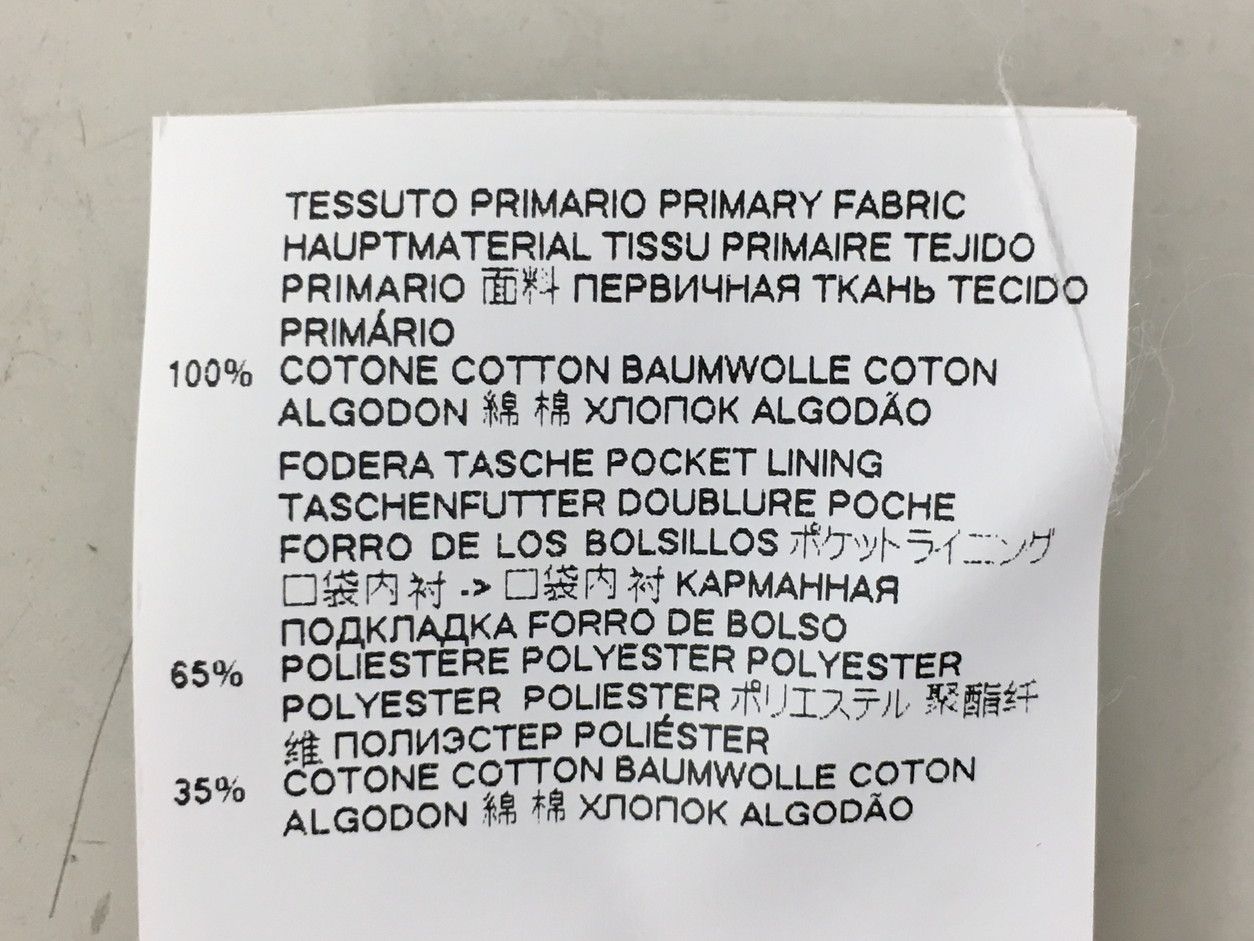 TESSUTO PRIMARIO PRIMARY FABRIC
HAUPTMATERIAL TISSU PRIMAIRE TEJIDO
PRIMARIO 面料 ПЕРВИЧНАЯ ТКАНЬ TECIDO
PRIMÁRIO
100% COTONE COTTON BAUMWOLLE COTON
ALGODON 綿 棉 ХЛОПОК ALGODÃO
FODERA TASCHE POCKET LINING
TASCHENFUTTER DOUBLURE POCHE
FORRO DE LOS BOLSILLOS ポケットライニング
口袋内衬 -> 口袋内衬 КАРМАННАЯ
ПОДКЛАДКА FORRO DE BOLSO
65% POLIESTERE POLYESTER POLYESTER
POLYESTER POLIESTER ポリエステル 聚酯纤
维 ПОЛИЭСТЕР POLIÉSTER
35% COTONE COTTON BAUMWOLLE COTON
ALGODON 綿 棉 ХЛОПОК ALGODÃO